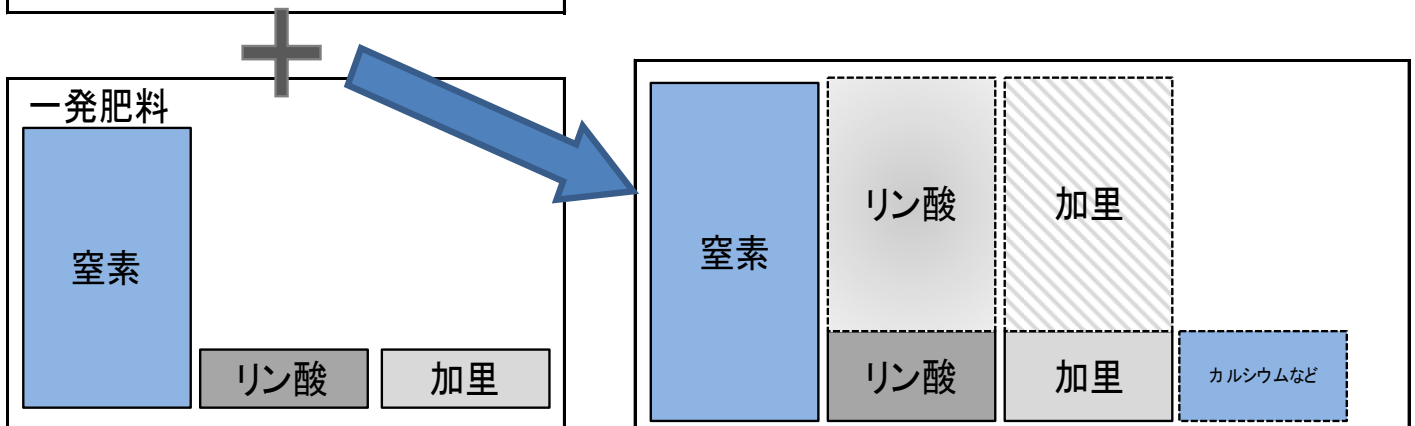 一発肥料
窒素
リン酸
加里
窒素
リン酸
加里
リン酸
加里
カルシウムなど